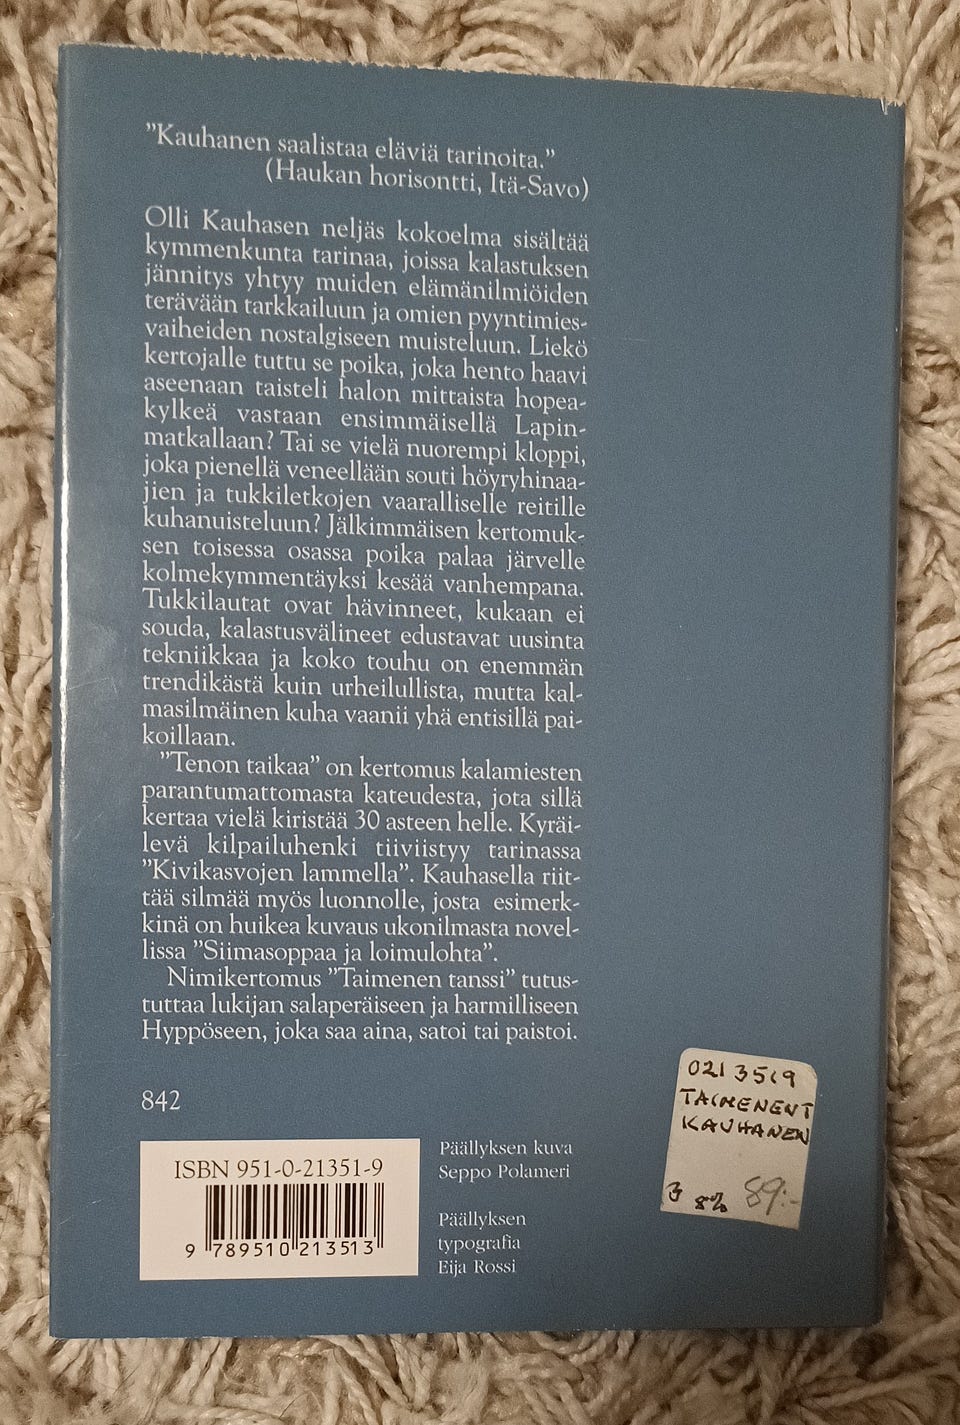 "Kauhanen saalistaa eläviä tarinoita."
(Haukan horisontti, Itä-Savo)
Olli Kauhasen neljäs kokoelma sisältää
kymmenkunta tarinaa, joissa kalastuksen
jännitys yhtyy muiden elämänilmiöiden
terävään tarkkailuun ja omien pyyntimies-
vaiheiden nostalgiseen muisteluun. Liekö
kertojalle tuttu se poika, joka hento haavi
aseenaan taisteli halon mittaista hopea-
kylkeä vastaan ensimmäisellä Lapin-
matkallaan? Tai se vielä nuorempi kloppi,
joka pienellä veneellään souti höyryhinaa-
jien ja tukkiletkojen vaaralliselle reitille
kuhanuisteluun? Jälkimmäisen kertomuk-
sen toisessa osassa poika palaa järvelle
kolmekymmentäyksi kesää vanhempana.
Tukkilautat ovat hävinneet, kukaan ei
souda, kalastusvälineet edustavat uusinta
tekniikkaa ja koko touhu on enemmän
trendikästä kuin urheilullista, mutta kal-
masilmäinen kuha vaanii yhä entisillä pai-
koillaan.
"Tenon taikaa" on kertomus kalamiesten
parantumattomasta kateudesta, jota sillä
kertaa vielä kiristää 30 asteen helle. Kyräi-
levä kilpailuhenki tiivistyy tarinassa
"Kivikasvojen lammella". Kauhasella riit-
tää silmää myös luonnolle, josta esimerk-
kinä on huikea kuvaus ukonilmasta novel-
lissa "Siimasoppaa ja loimulohta".
Nimikertomus "Taimenen tanssi" tutus-
tuttaa lukijan salaperäiseen ja harmilliseen
Hyppöseen, joka saa aina, satoi tai paistoi.
842
ISBN 951-0-21351-9
9 789510 213513
Päällyksen kuva
Seppo Polameri
Päällyksen
typografia
Eija Rossi
0213519
TAIMENENT
KAUHANEN
3 8% 89:-